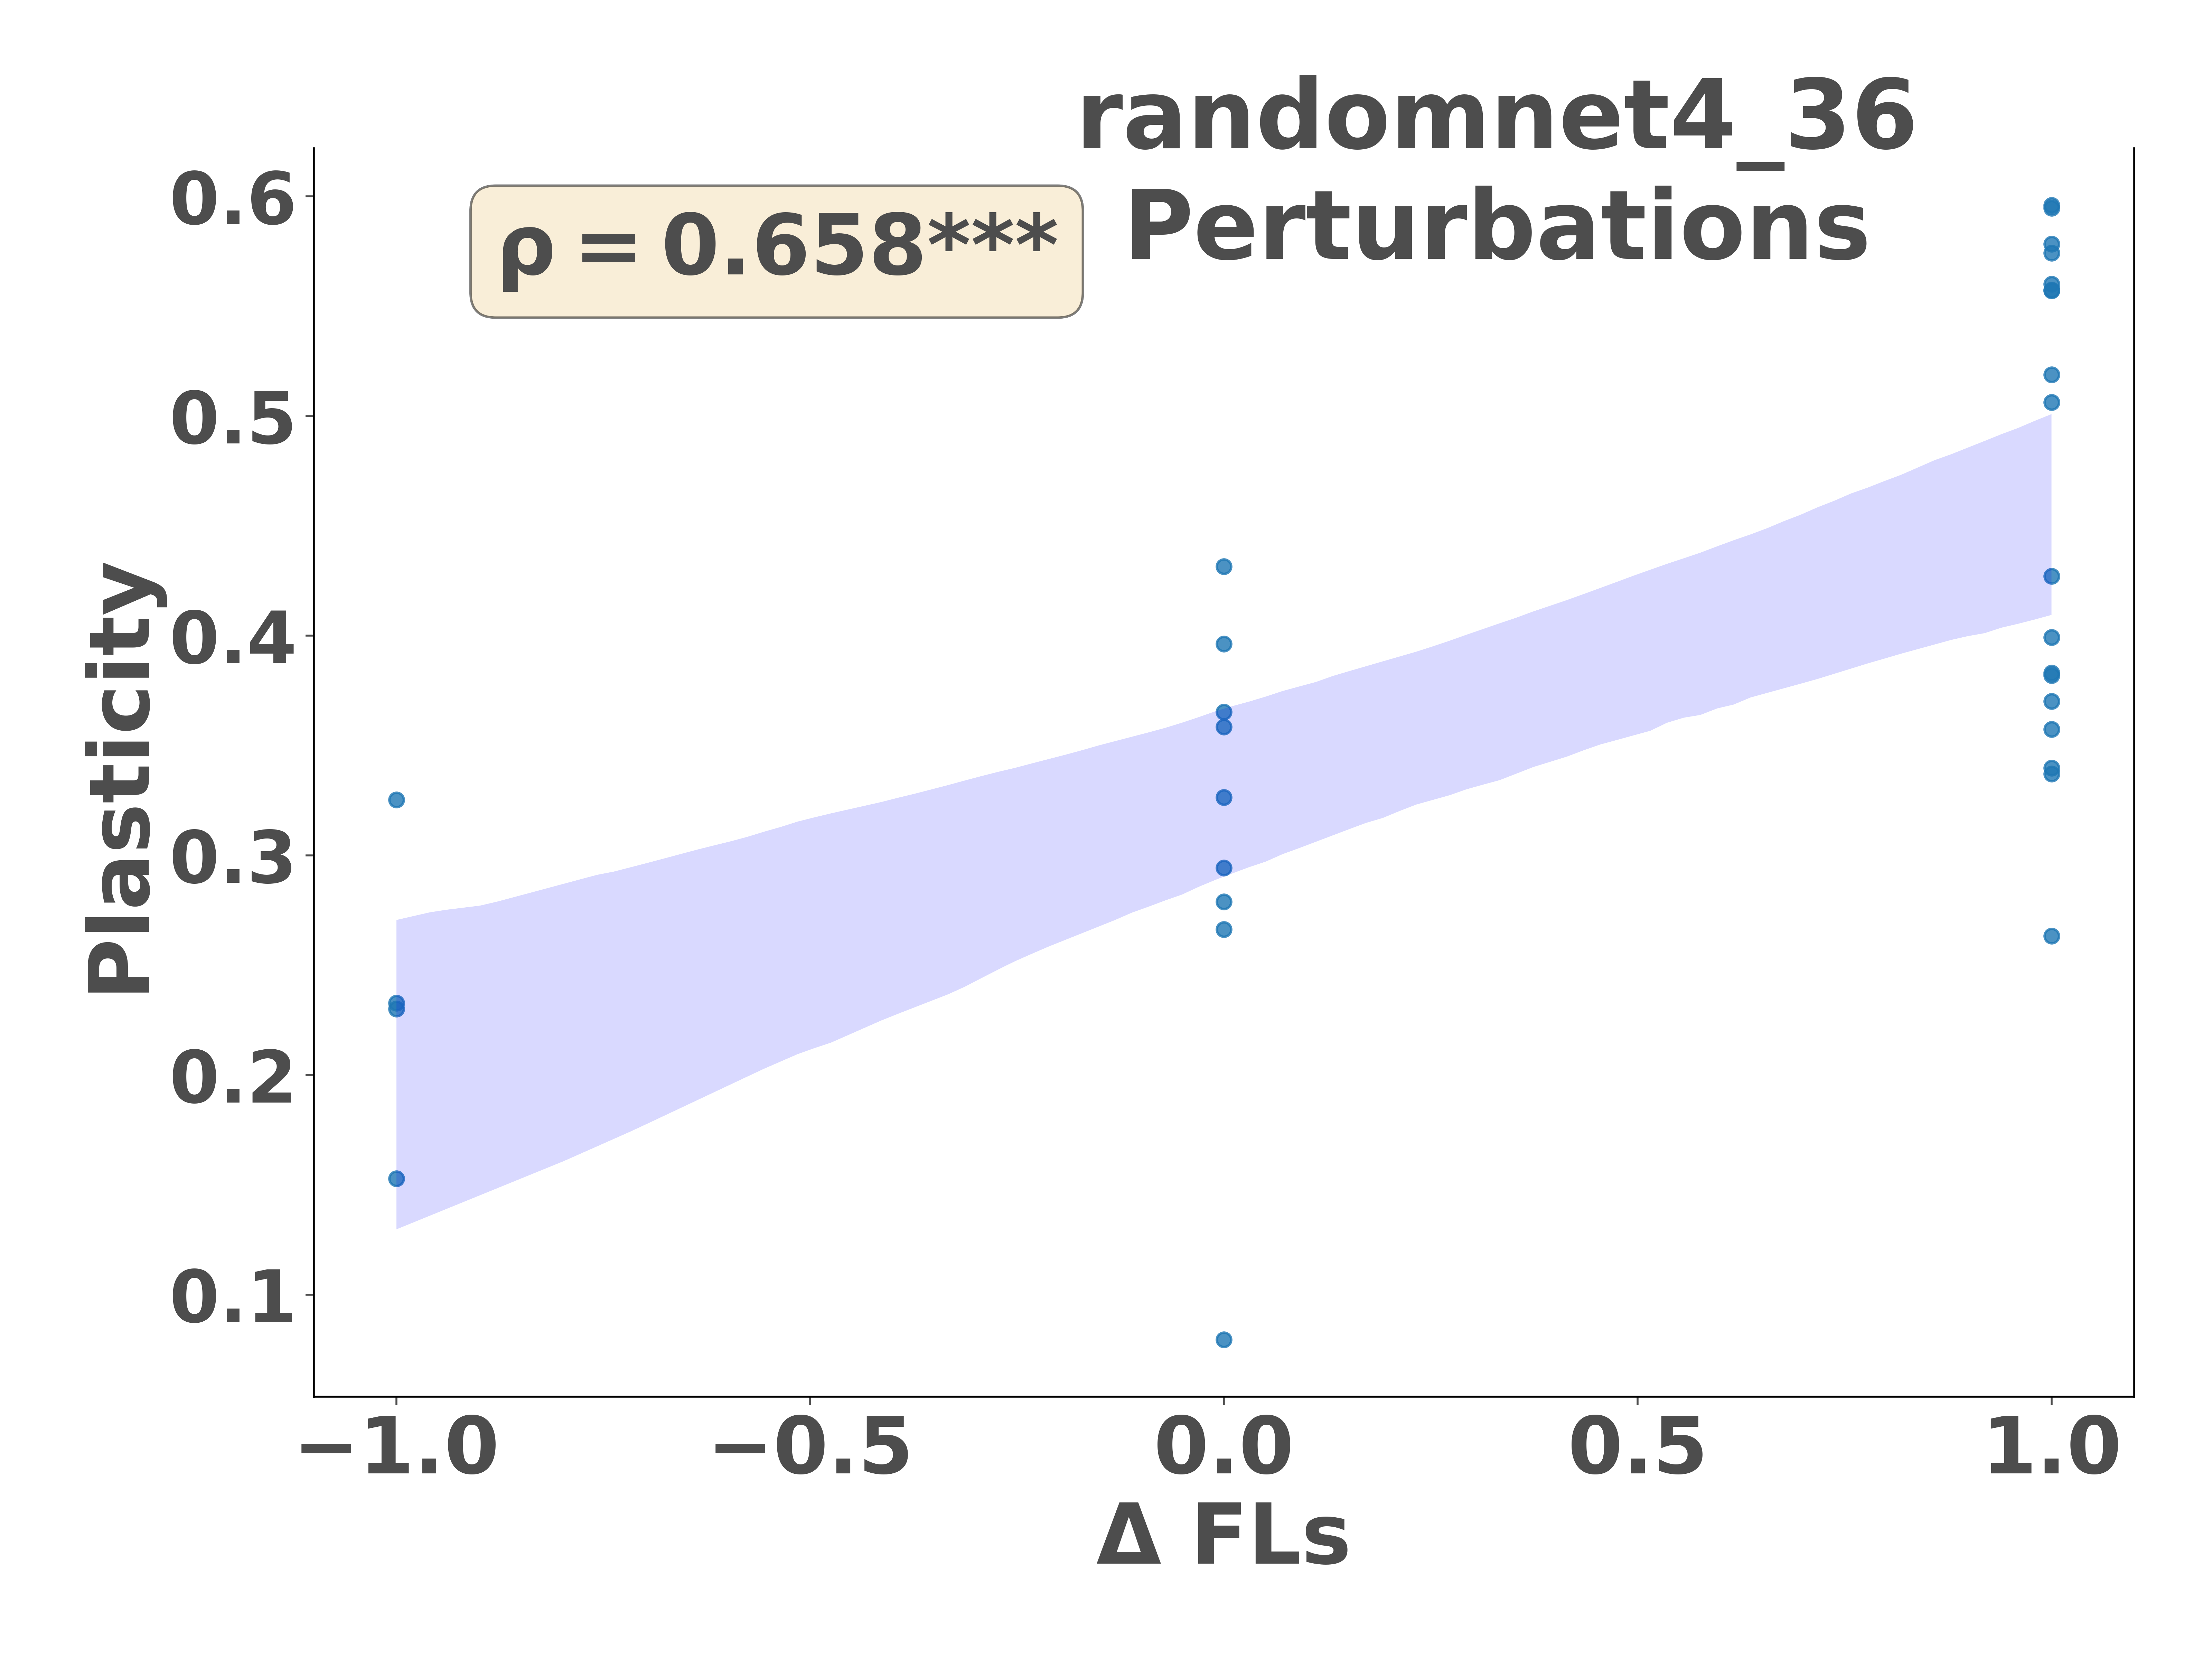 randomnet4_36
Perturbations
ρ = 0.658***
Plasticity
0.6
0.5
0.4
0.3
0.2
0.1
−1.0 −0.5 0.0 0.5 1.0
Δ FLs